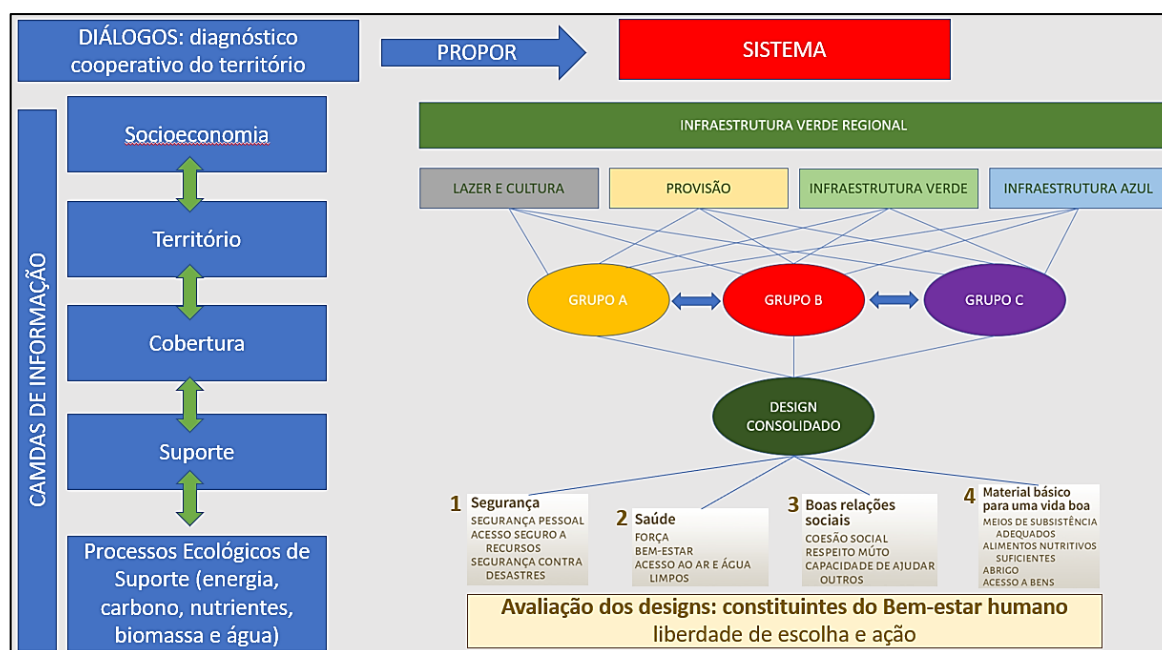 DIÁLOGOS: diagnóstico
cooperativo do território
PROPOR
SISTEMA
CAMDAS DE INFORMAÇÃO
Socioeconomia
Território
Cobertura
Suporte
Processos Ecológicos de
Suporte (energia,
carbono, nutrientes,
biomassa e água)
INFRAESTRUTURA VERDE REGIONAL
LAZER E CULTURA
PROVISÃO
INFRAESTRUTURA VERDE
INFRAESTRUTURA AZUL
GRUPO A
GRUPO B
GRUPO C
DESIGN
CONSOLIDADO
1 Segurança
SEGURANÇA PESSOAL
ACESSO SEGURO A
RECURSOS
SEGURANÇA CONTRA
DESASTRES
2 Saúde
FORÇA
BEM-ESTAR
ACESSO AO AR E ÁGUA
LIMPOS
3 Boas relações
sociais
COESÃO SOCIAL
RESPEITO MÚTO
CAPACIDADE DE AJUDAR
OUTROS
4 Material básico
para uma vida boa
MEIOS DE SUBSISTÊNCIA
ADEQUADOS
ALIMENTOS NUTRITIVOS
SUFICIENTES
ABRIGO
ACESSO A BENS
Avaliação dos designs: constituintes do Bem-estar humano
liberdade de escolha e ação